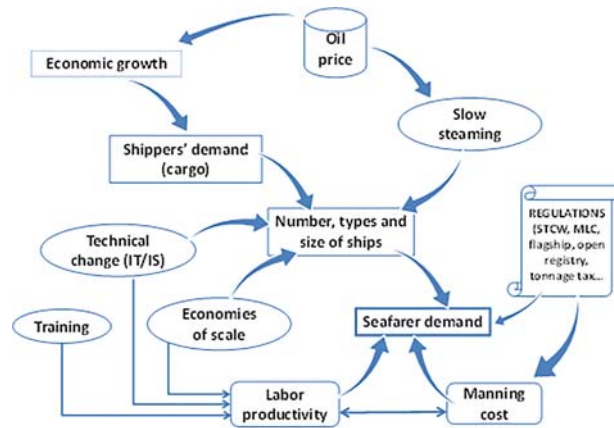 Oil
price
Economic growth
Slow
steaming
Shippers' demand
(cargo)
REGULATIONS
(STCW, MLC,
flagship, open
registry,
tonnage tax...
Number, types and
size of ships
Technical
change (IT/IS)
Economies
of scale
Seafarer demand
Training
Labor
productivity
Manning
cost